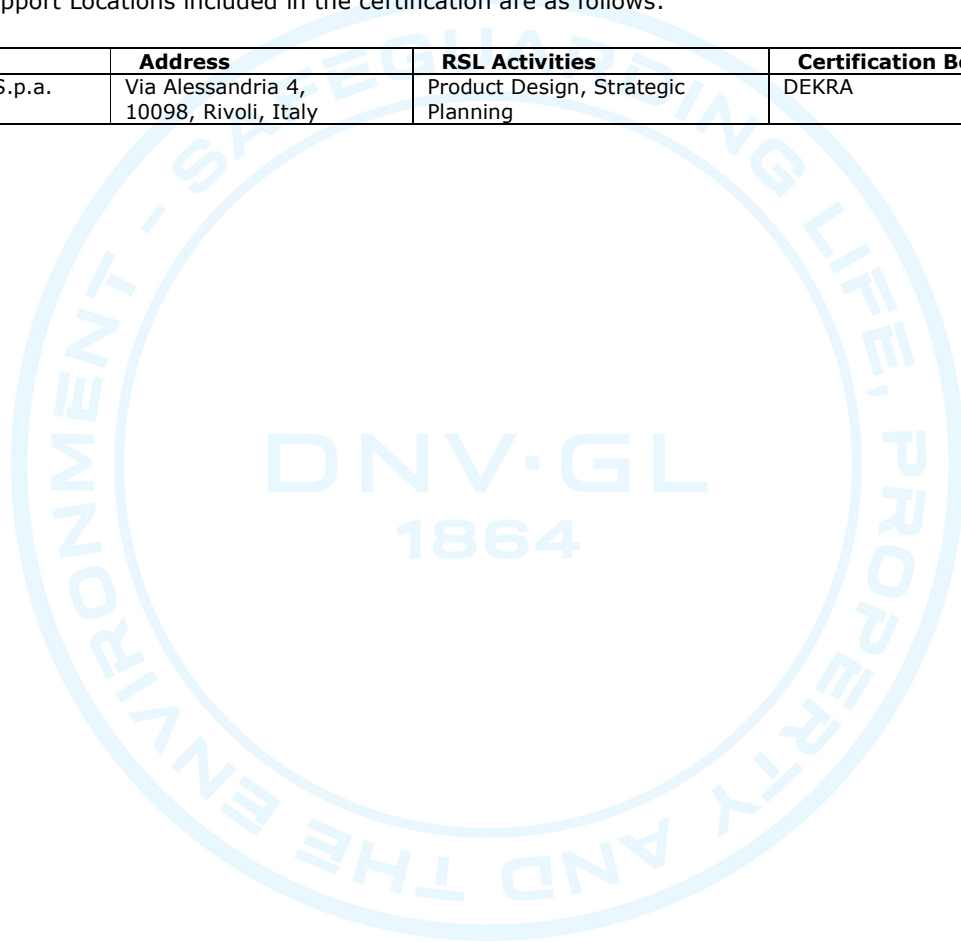 pport Locations included in the certification are as follows:
Address RSL Activities Certification Bo
S.p.a. Via Alessandria 4, Product Design, Strategic DEKRA
10098, Rivoli, Italy Planning
SAFEGUARDING LIFE, PROPERTY AND THE ENVIRONMENT -
DNV·GL
1864